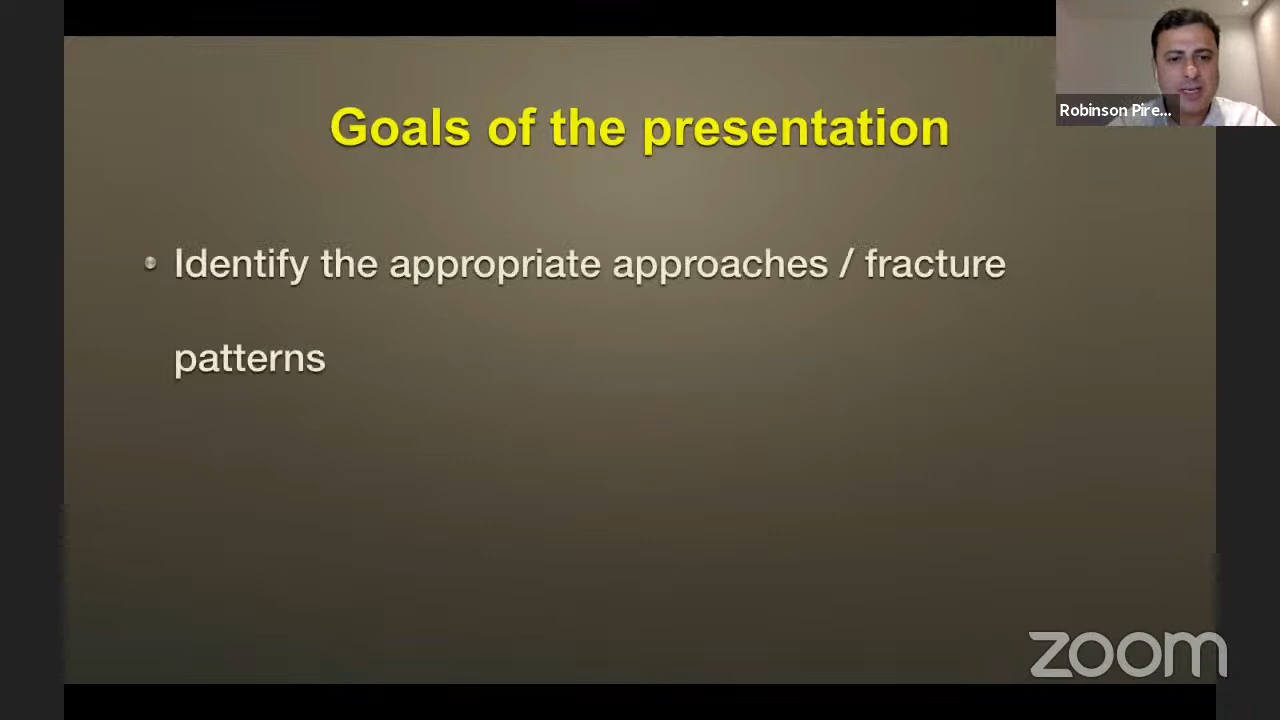 Goals of the presentation
Robinson Pire...
• Identify the appropriate approaches / fracture
patterns
zoom